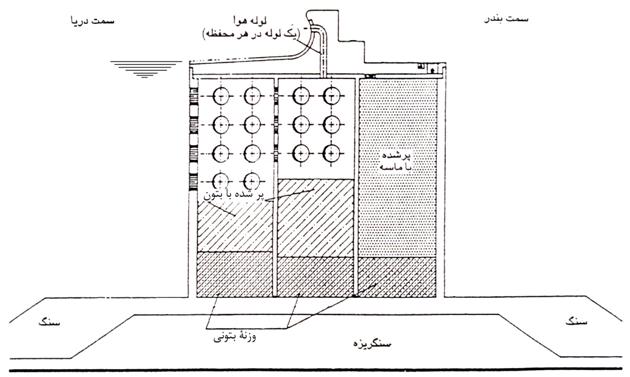 سمت بندر
لوله هوا
(یک لوله در هر محفظه)
سمت دریا
پر شده
با ماسه
پر شده با بتون
سنگ
سنگ
وزنهٔ بتونی
سنگریزه